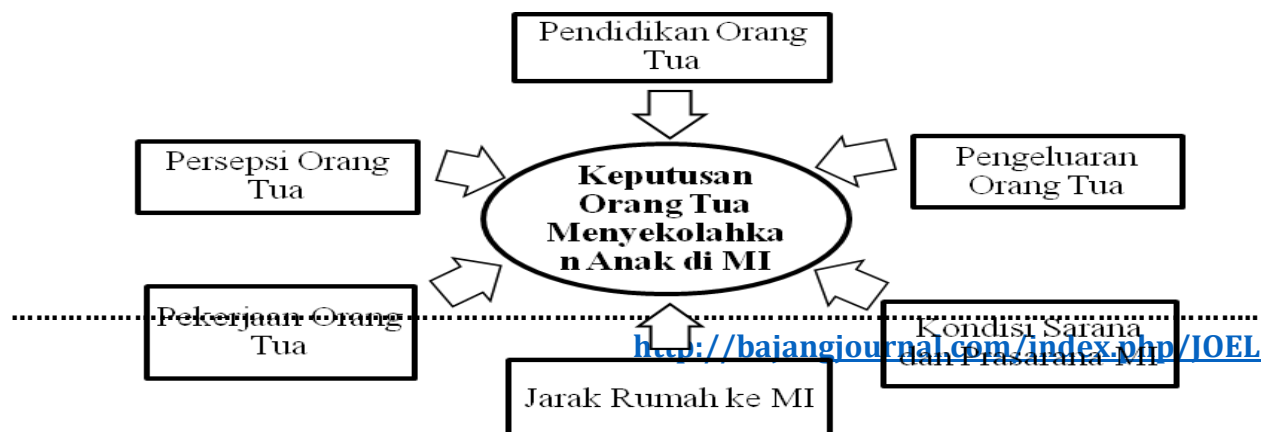 Pendidikan Orang
Tua
Persepsi Orang
Tua
Keputusan
Orang Tua
Menyekolahka
n Anak di MI
Pengeluaran
Orang Tua
Pekerjaan Orang
Tua
Kondisi Sarana
dan Prasarana MI
http://bajangjournal.com/index.php/JOEL
Jarak Rumah ke MI